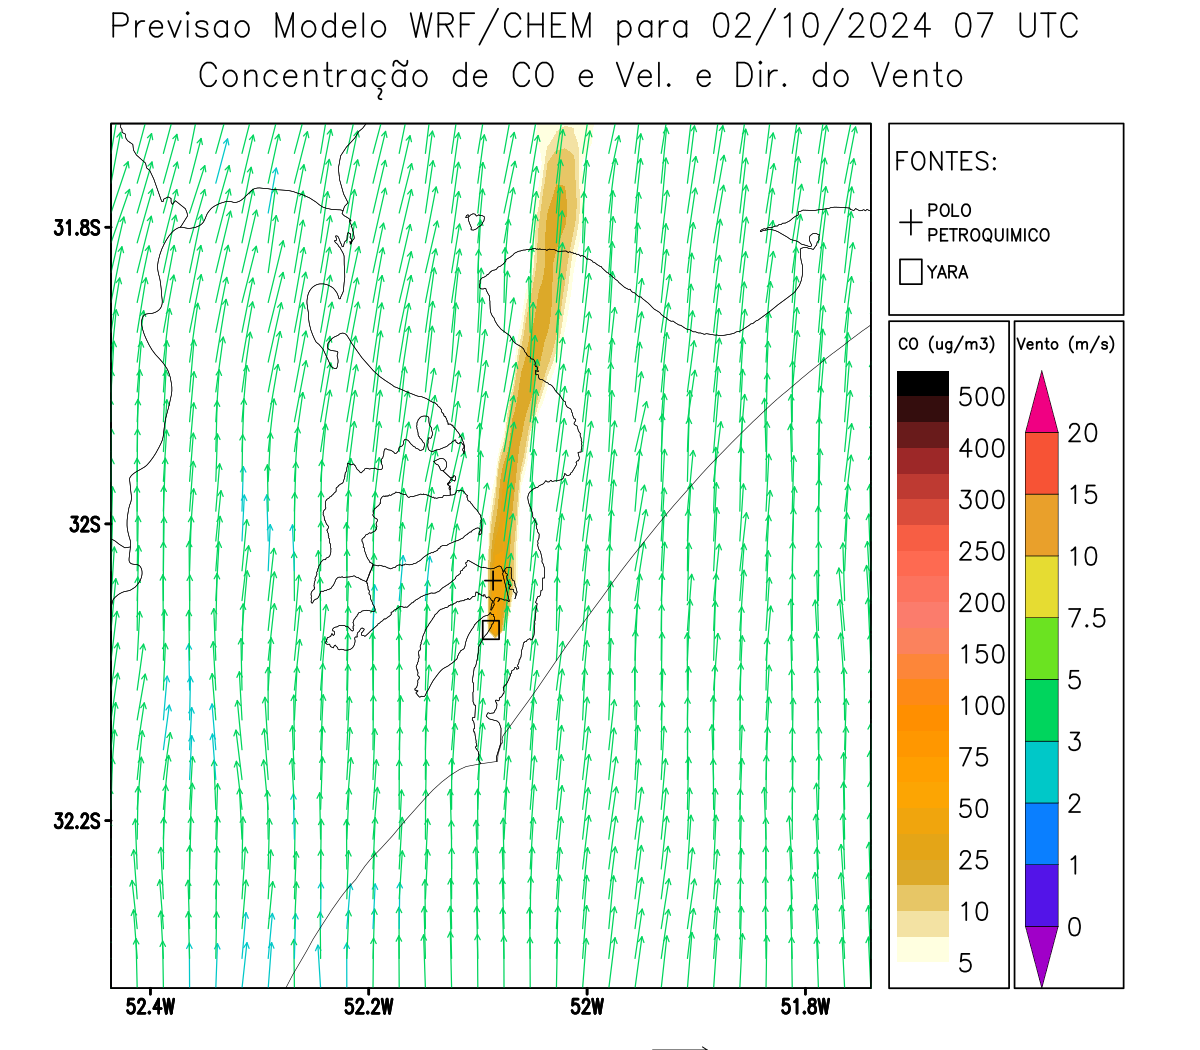 Previsao Modelo WRF/CHEM para 02/10/2024 07 UTC
Concentração de CO e Vel. e Dir. do Vento
FONTES:
POLO
PETROQUIMICO
YARA
CO (ug/m3)
500
400
300
250
200
150
100
75
50
25
10
5
Vento (m/s)
20
15
10
7.5
5
3
2
1
0
31.8S
32S
32.2S
52.4W
52.2W
52W
51.8W